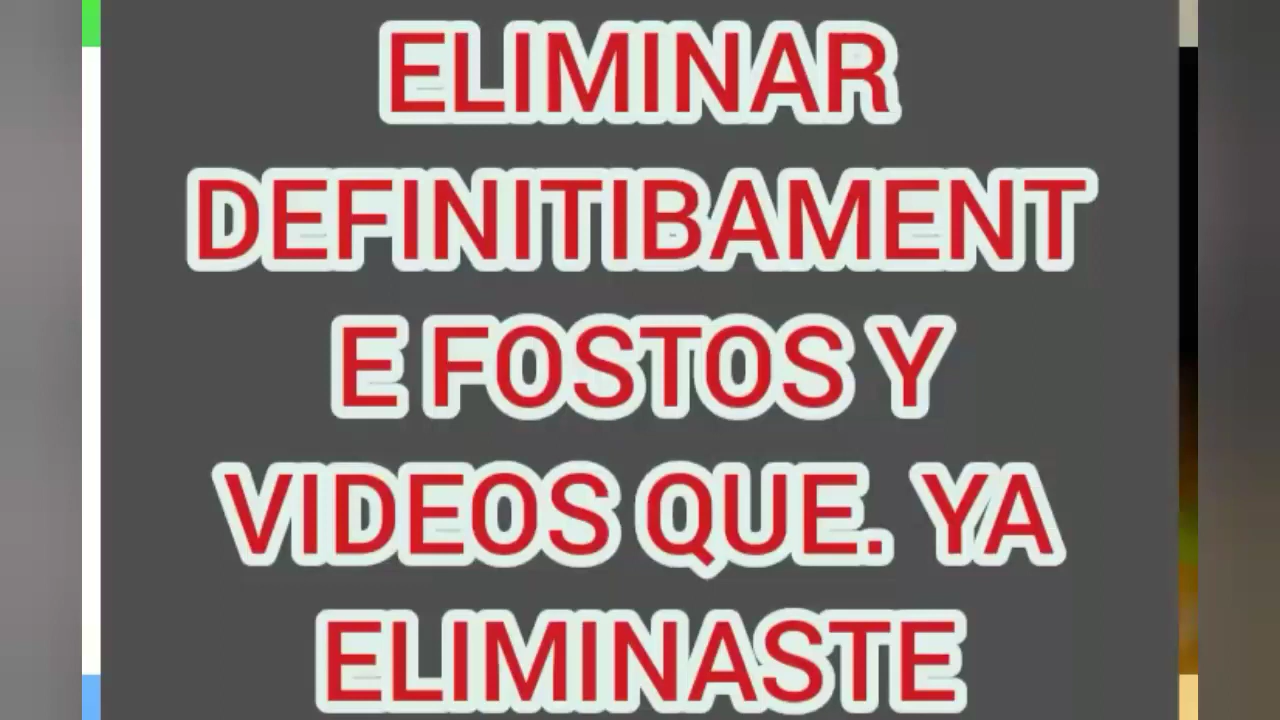 ELIMINAR
DEFINITIBAMENT
E FOSTOS Y
VIDEOS QUE. YA
ELIMINASTE